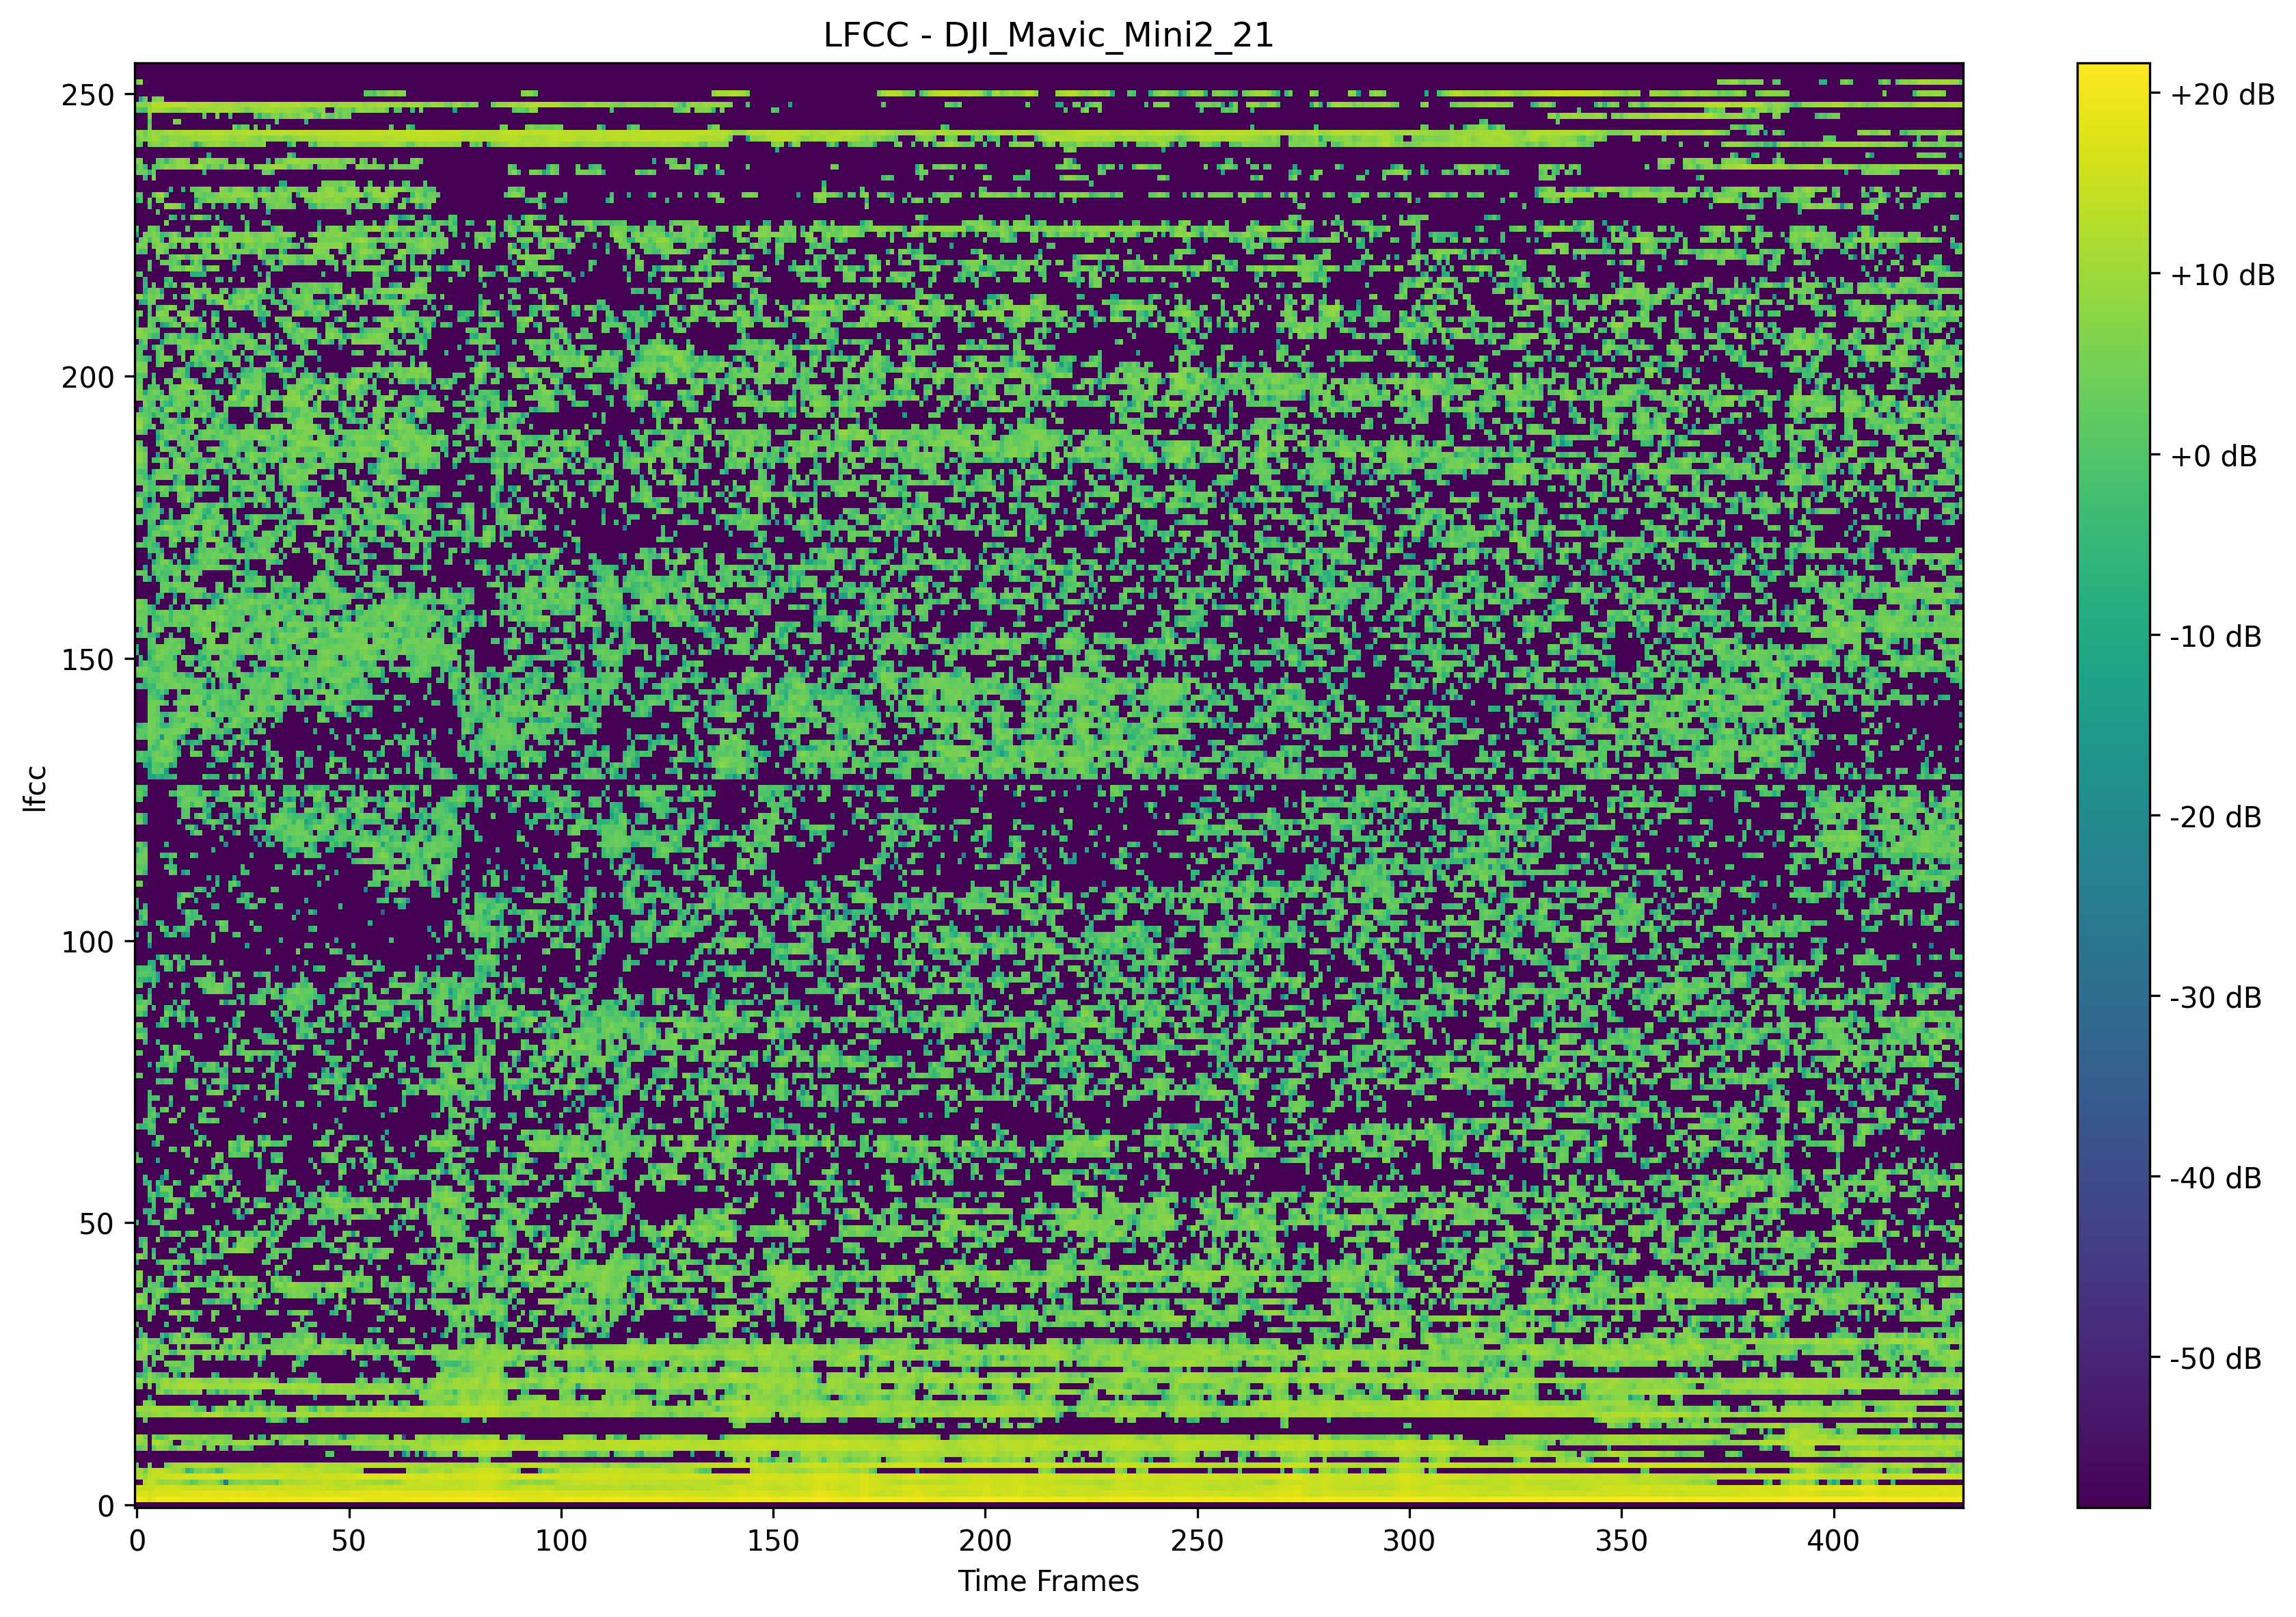 LFCC - DJI_Mavic_Mini2_21
lfcc
250
200
150
100
50
0
0 50 100 150 200 250 300 350 400
Time Frames
+20 dB
+10 dB
+0 dB
-10 dB
-20 dB
-30 dB
-40 dB
-50 dB